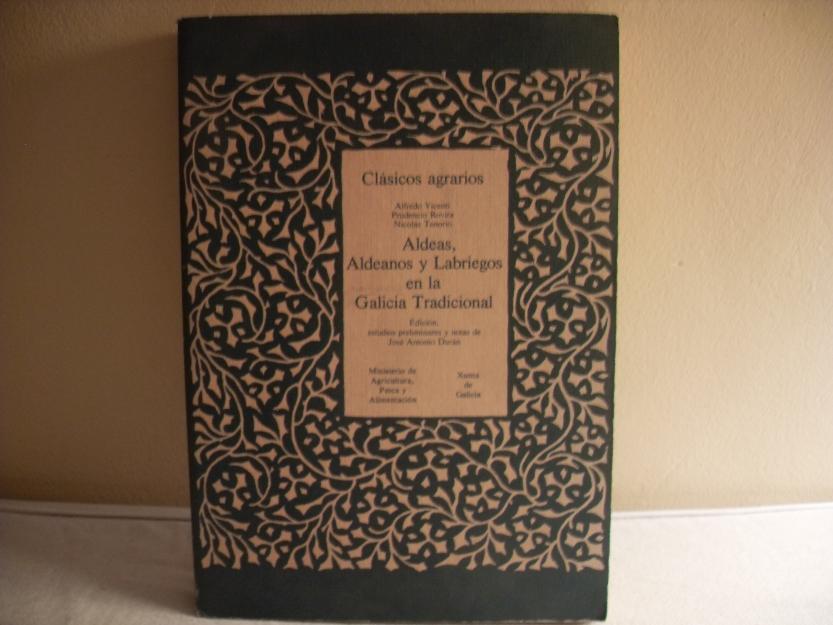 Clásicos agrarios
Alfredo Vicenti
Prudencio Rovira
Nicolás Tenorio
Aldeas,
Aldeanos y Labriegos
en la
Galicia Tradicional
Edición,
estudios preliminares y notas de
José Antonio Durán
Ministerio de
Agricultura,
Pesca y
Alimentación
Xunta
de
Galicia